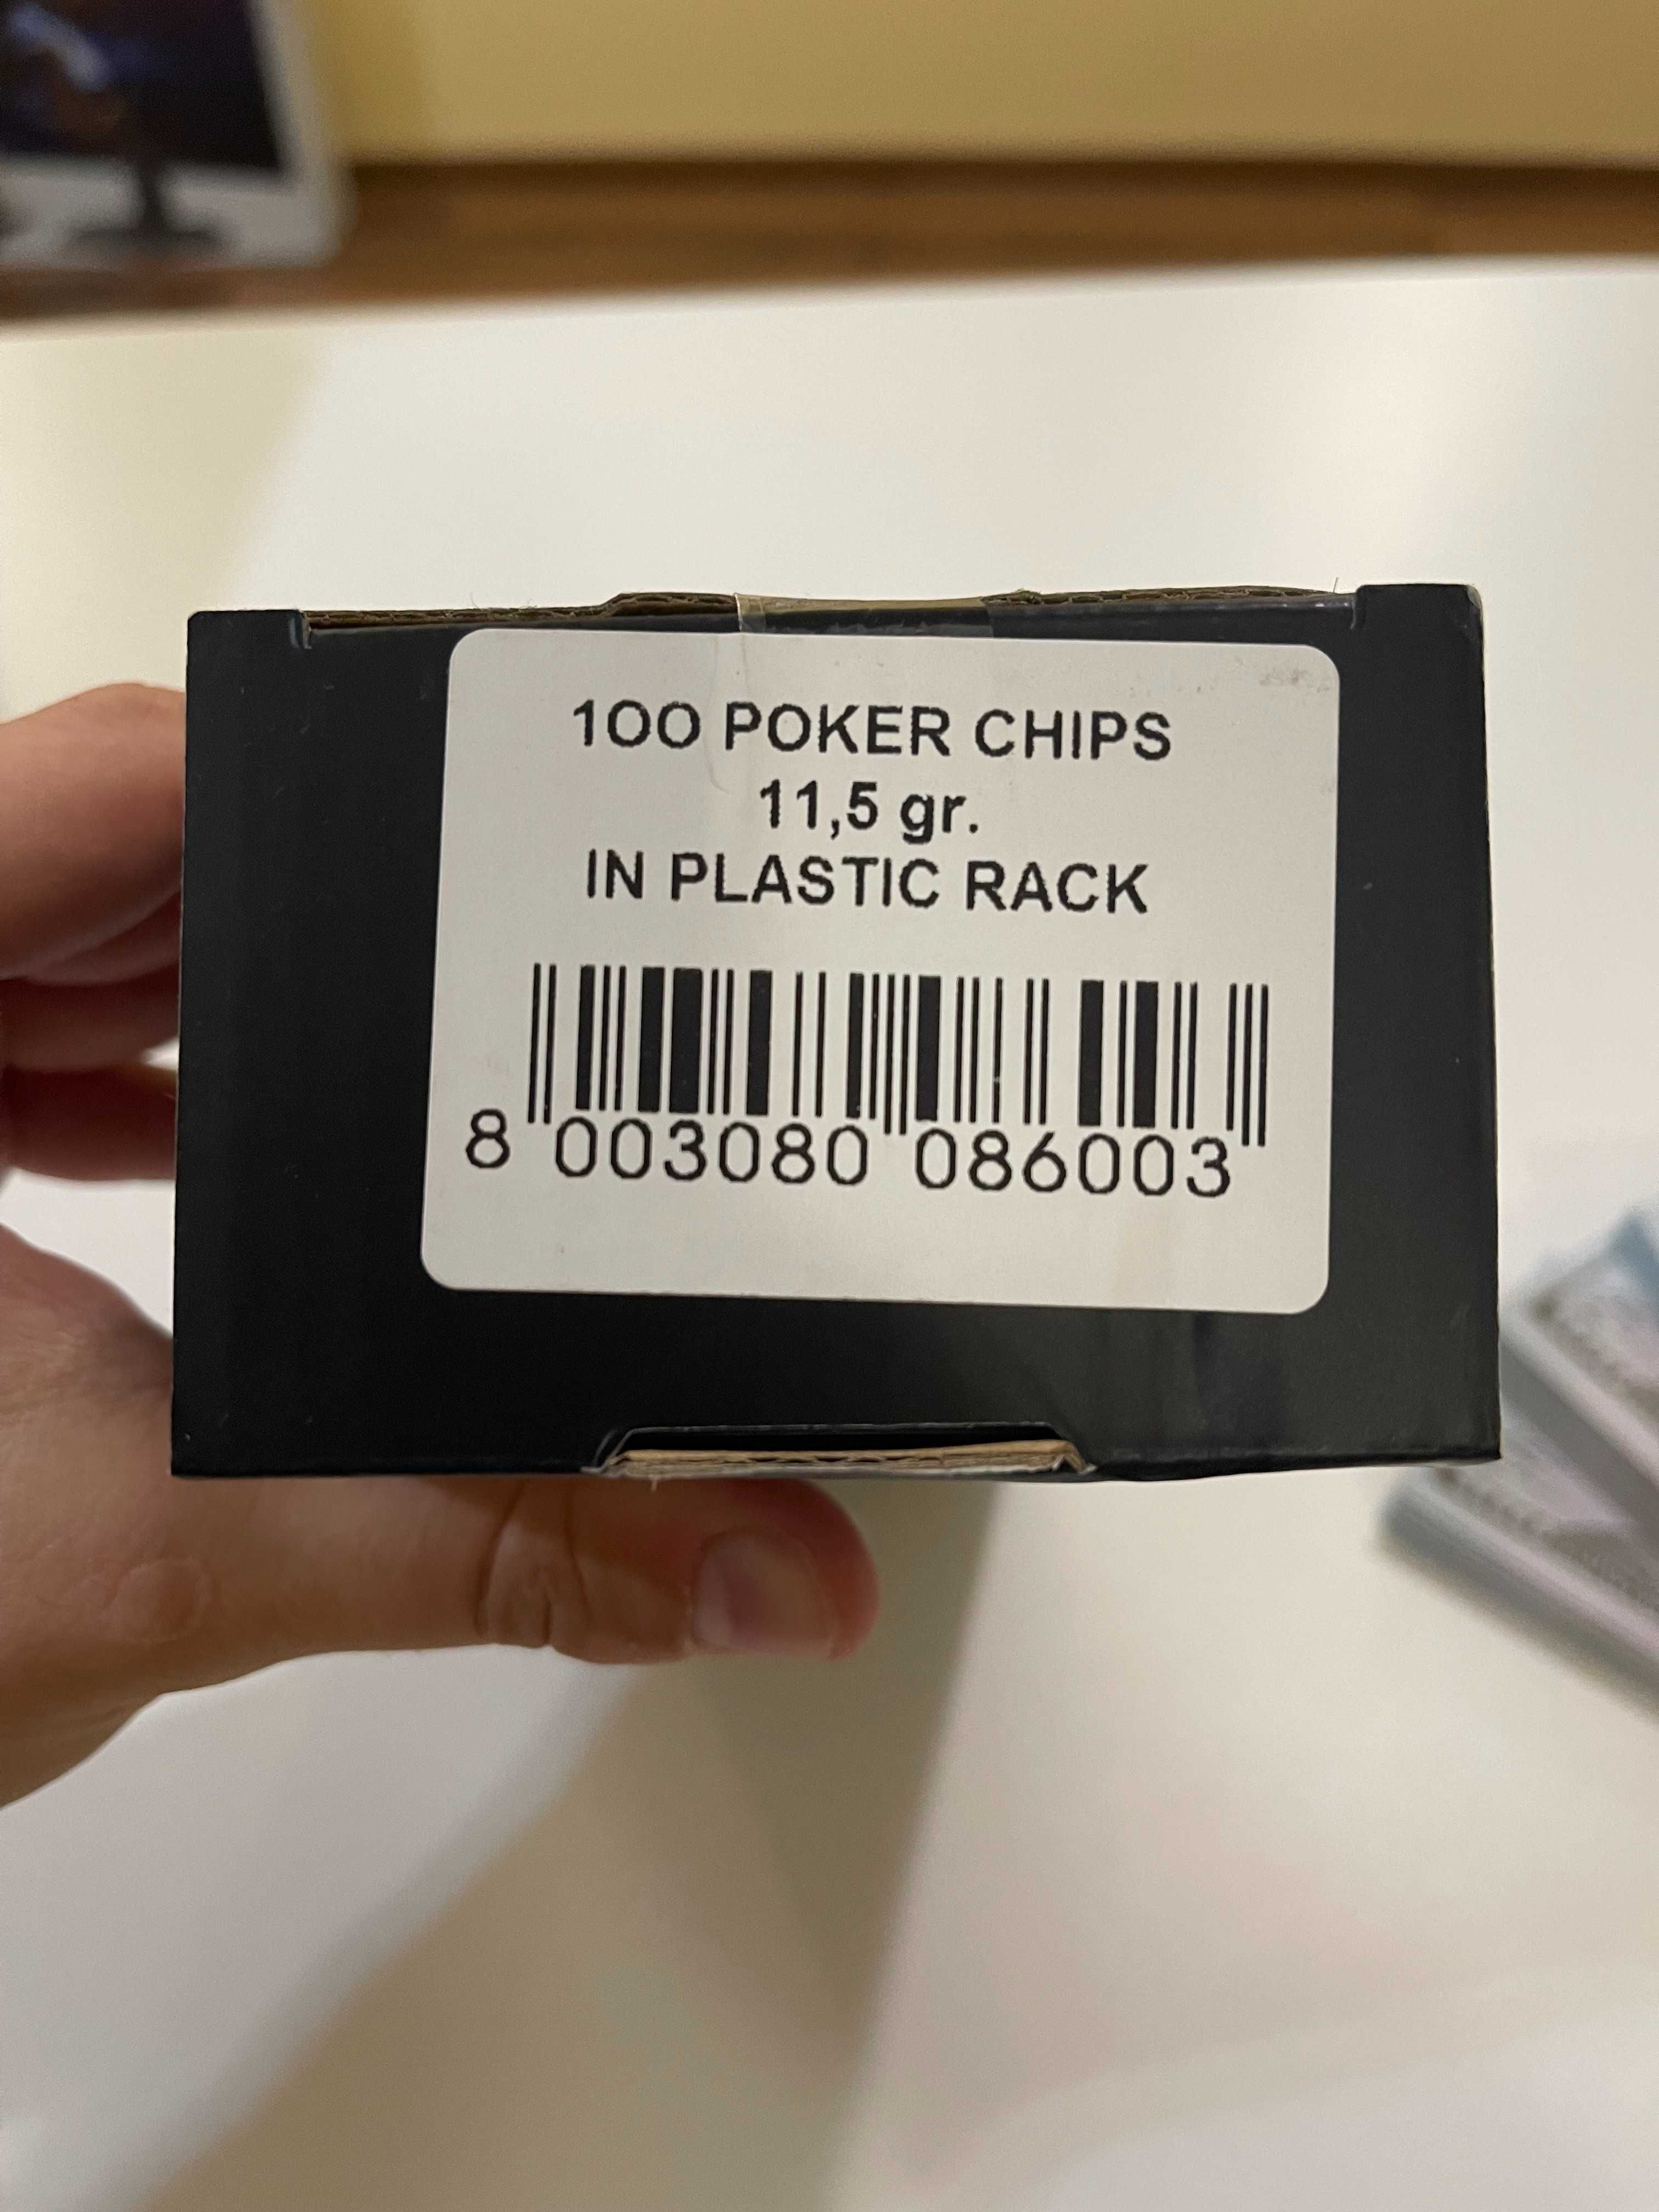 100 POKER CHIPS
11,5 gr.
IN PLASTIC RACK
8 003080 086003